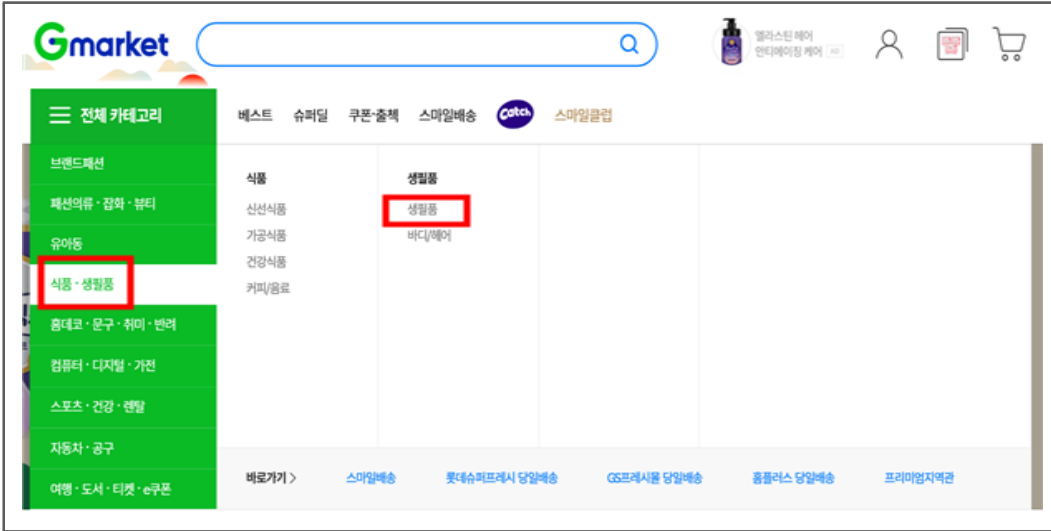 Gmarket
엘라스틴 헤어
안티에이징 케어 AD
전체 카테고리
베스트 슈퍼딜 쿠폰·출첵 스마일배송 Catch 스마일클럽
브랜드패션
패션의류 · 잡화 · 뷰티
유아동
식품 · 생필품
홈데코 · 문구 · 취미 · 반려
컴퓨터 · 디지털 · 가전
스포츠 · 건강 · 렌탈
자동차 · 공구
여행 · 도서 · 티켓 · e쿠폰
식품
신선식품
가공식품
건강식품
커피/음료
생필품
생필품
바디/헤어
바로가기 > 스마일배송 롯데슈퍼프레시 당일배송 GS프레시몰 당일배송 홈플러스 당일배송 프리미엄지역관